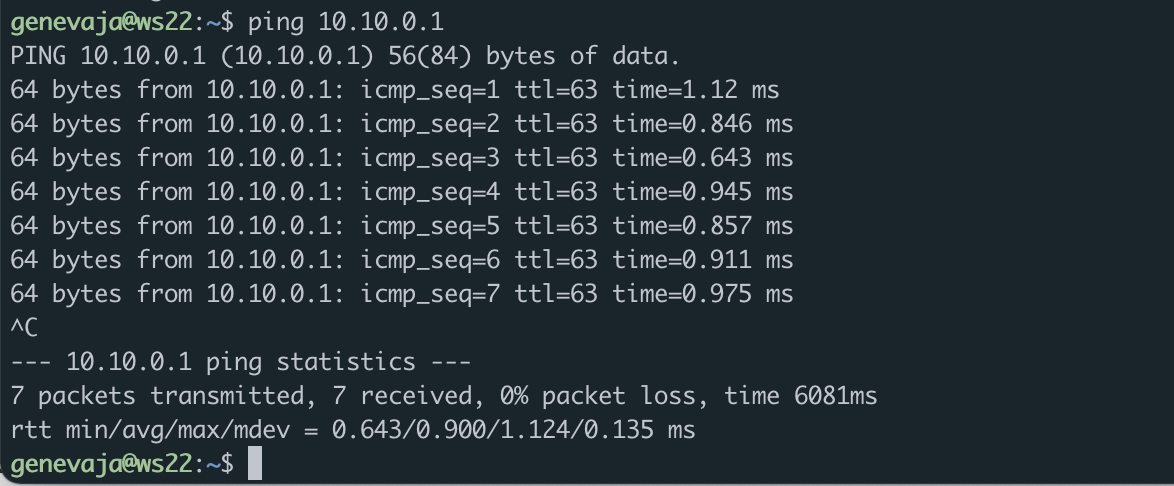 genevaja@ws22:~$ ping 10.10.0.1
PING 10.10.0.1 (10.10.0.1) 56(84) bytes of data.
64 bytes from 10.10.0.1: icmp_seq=1 ttl=63 time=1.12 ms
64 bytes from 10.10.0.1: icmp_seq=2 ttl=63 time=0.846 ms
64 bytes from 10.10.0.1: icmp_seq=3 ttl=63 time=0.643 ms
64 bytes from 10.10.0.1: icmp_seq=4 ttl=63 time=0.945 ms
64 bytes from 10.10.0.1: icmp_seq=5 ttl=63 time=0.857 ms
64 bytes from 10.10.0.1: icmp_seq=6 ttl=63 time=0.911 ms
64 bytes from 10.10.0.1: icmp_seq=7 ttl=63 time=0.975 ms
^C
--- 10.10.0.1 ping statistics ---
7 packets transmitted, 7 received, 0% packet loss, time 6081ms
rtt min/avg/max/mdev = 0.643/0.900/1.124/0.135 ms
genevaja@ws22:~$